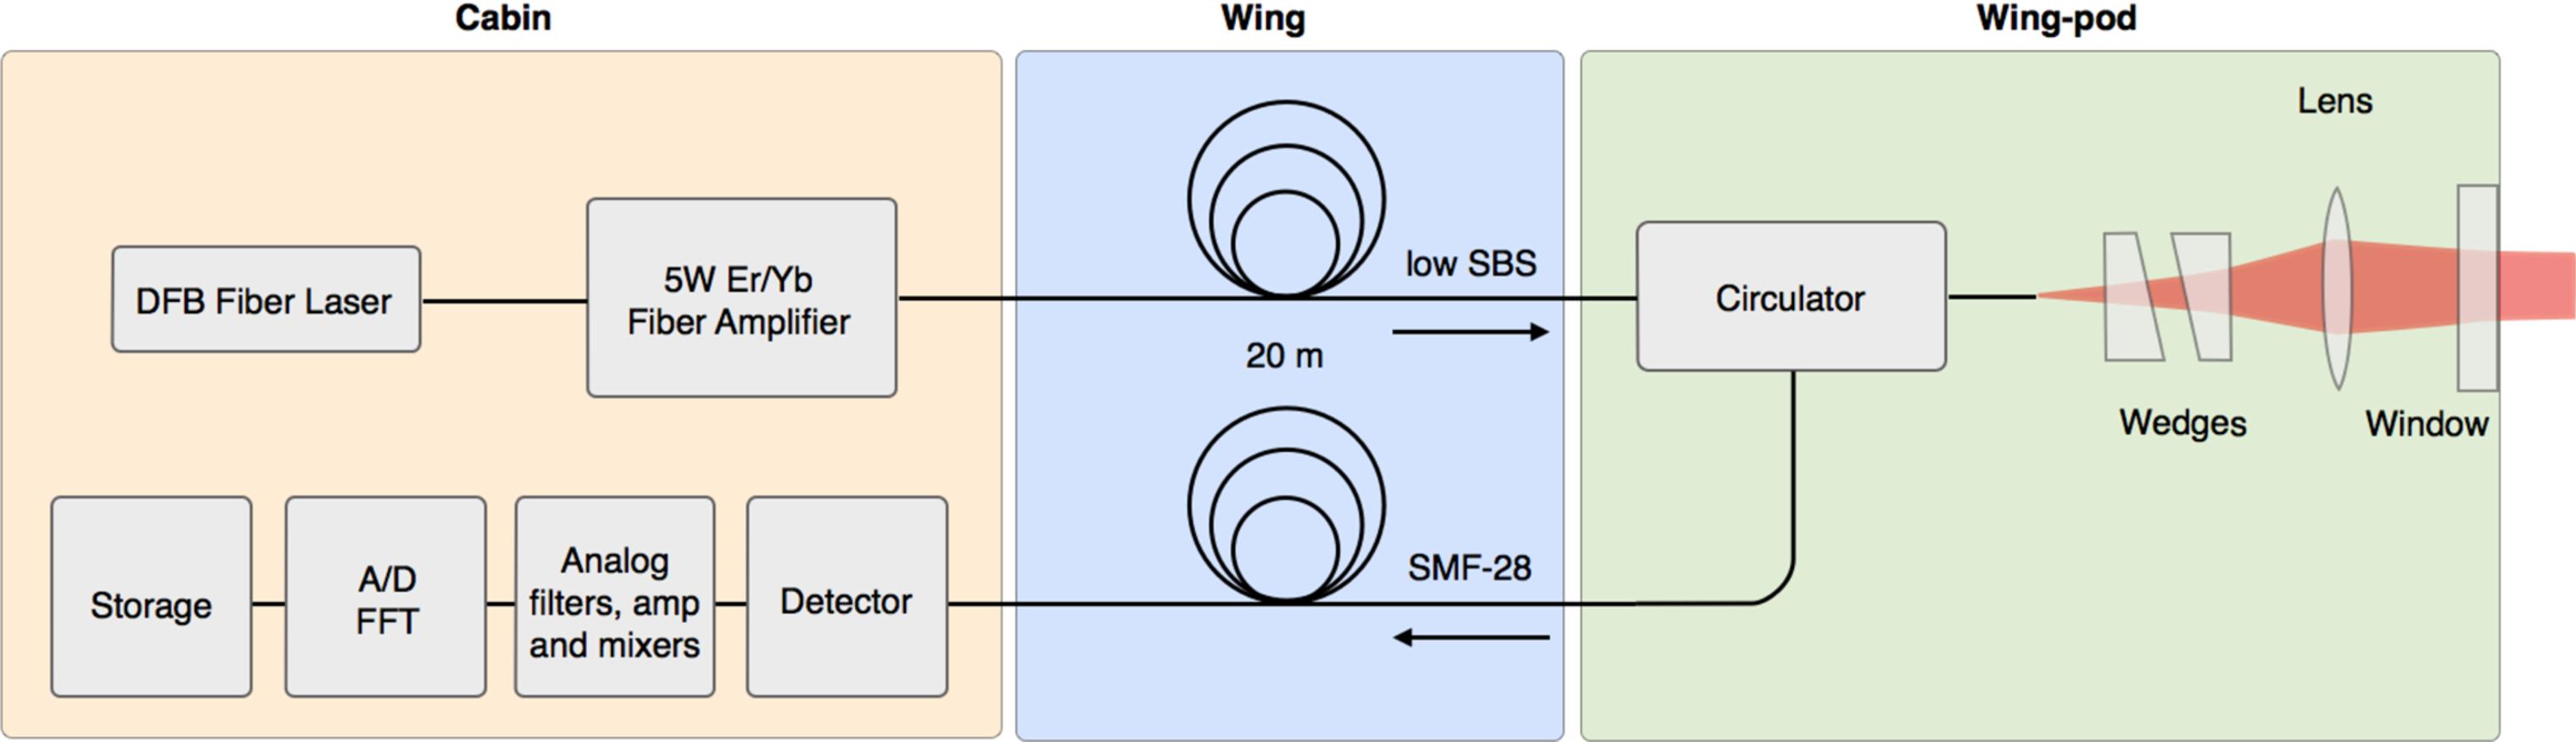 Cabin
Wing
Wing-pod
Lens
DFB Fiber Laser
5W Er/Yb
Fiber Amplifier
low SBS
20 m
Circulator
Wedges
Window
Storage
A/D
FFT
Analog
filters, amp
and mixers
Detector
SMF-28